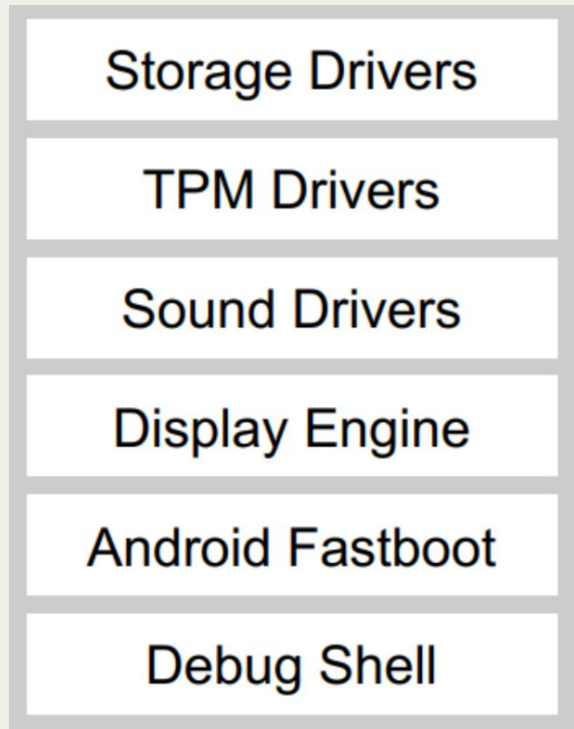 Storage Drivers
TPM Drivers
Sound Drivers
Display Engine
Android Fastboot
Debug Shell